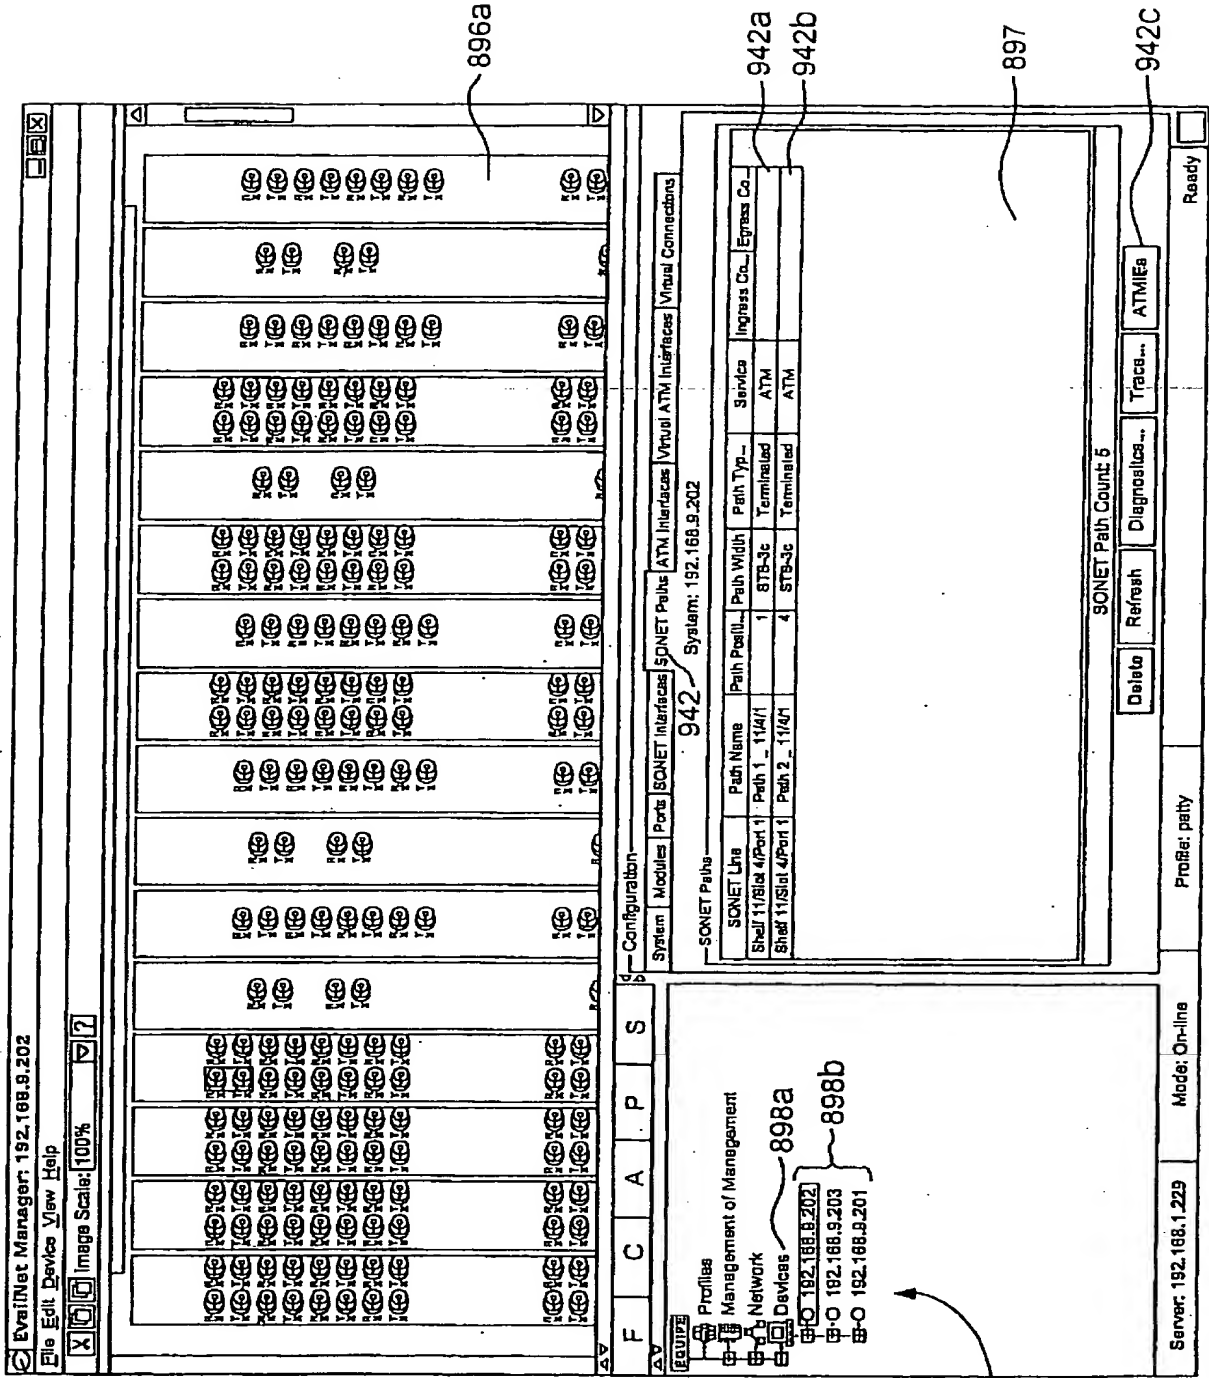 EvailNet Manager: 192.168.9.202
File Edit Device View Help
Image Scale: 100% ?
896a
F C A P S
EQUIPE
Profiles
Management of Management
Network
Devices
898a
192.168.9.202
192.168.9.203
192.168.9.201
898b
Configuration
System Modules Ports SONET Interfaces SONET Paths ATM Interfaces Virtual ATM Interfaces Virtual Connections
942
System: 192.168.9.202
SONET Paths
SONET Line Path Name Path Positi... Path Width Path Typ... Service Ingress Co... Egress Co...
Shelf 11/Slot 4/Port 1 Path 1 _ 11/4/1 1 STS-3c Terminated ATM
Shelf 11/Slot 4/Port 1 Path 2 _ 11/4/1 4 STS-3c Terminated ATM
942a
942b
897
SONET Path Count: 5
Delete Refresh Diagnositcs... Trace... ATMIEs
942c
Server: 192.168.1.229 Mode: On-line Profile: patty Ready